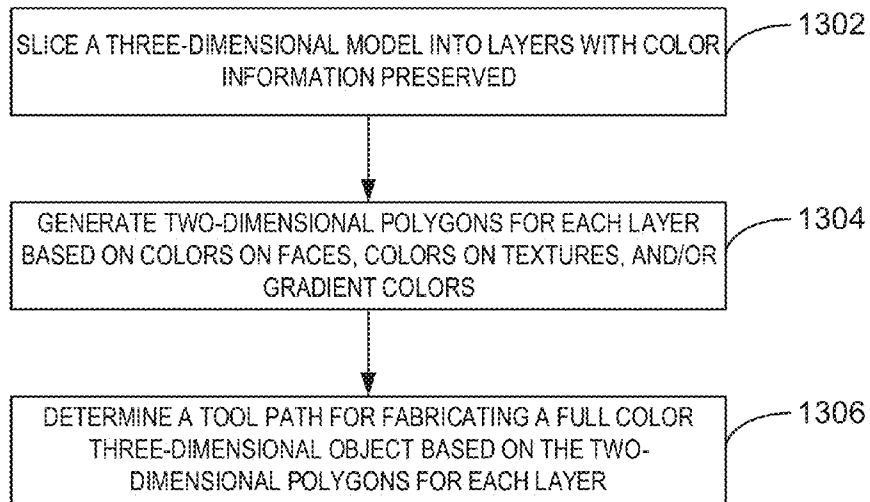 SLICE A THREE-DIMENSIONAL MODEL INTO LAYERS WITH COLOR
INFORMATION PRESERVED
1302
GENERATE TWO-DIMENSIONAL POLYGONS FOR EACH LAYER
BASED ON COLORS ON FACES, COLORS ON TEXTURES, AND/OR
GRADIENT COLORS
1304
DETERMINE A TOOL PATH FOR FABRICATING A FULL COLOR
THREE-DIMENSIONAL OBJECT BASED ON THE TWO-
DIMENSIONAL POLYGONS FOR EACH LAYER
1306